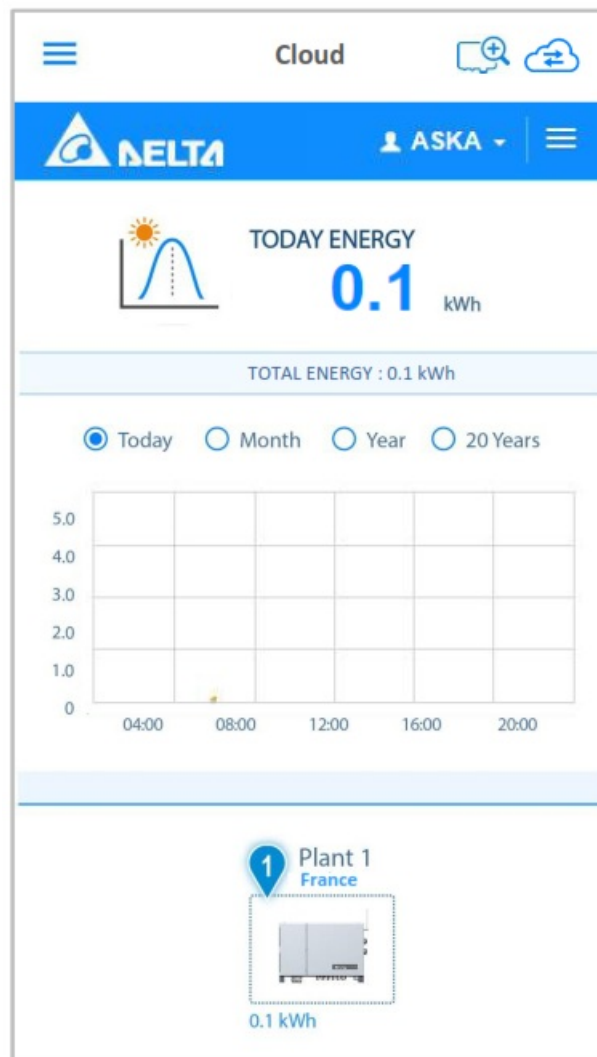 Cloud
DELTA
ASKA
TODAY ENERGY
0.1 kWh
TOTAL ENERGY : 0.1 kWh
Today Month Year 20 Years
5.0
4.0
3.0
2.0
1.0
0
04:00 08:00 12:00 16:00 20:00
1 Plant 1
France
0.1 kWh